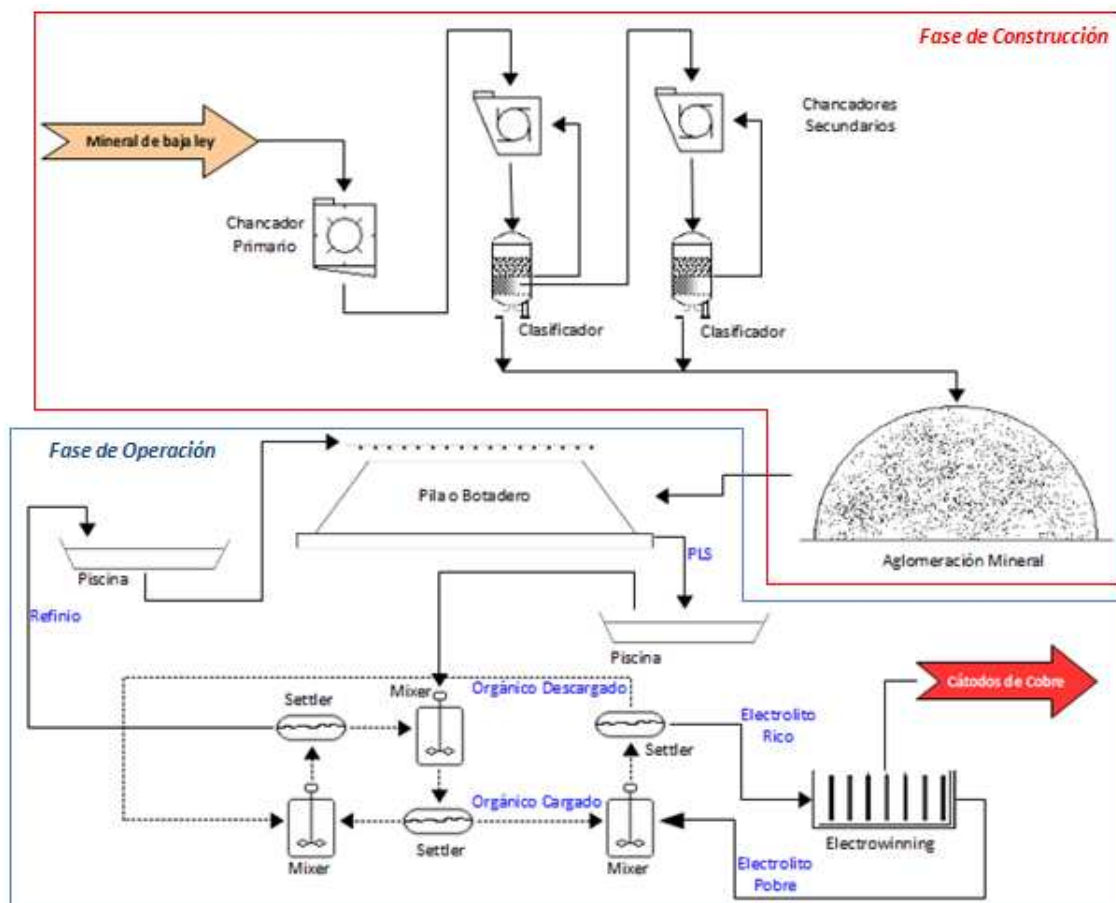 Fase de Construcción
Mineral de baja ley
Chancadores
Secundarios
Chancador
Primario
Clasificador
Clasificador
Fase de Operación
Pila o Botadero
Aglomeración Mineral
PLS
Piscina
Refinio
Piscina
Orgánico Descargado
Settler
Mixer
Cátodos de Cobre
Electrolito
Rico
Settler
Orgánico Cargado
Mixer
Settler
Mixer
Electrowinning
Electrolito
Pobre